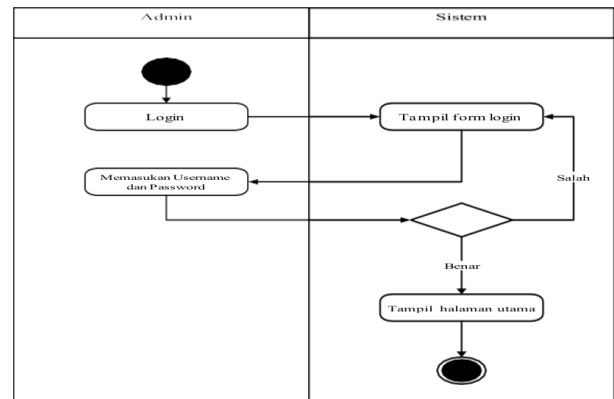 Admin
Sistem
Login
Tampil form login
Memasukan Username
dan Password
Salah
Benar
Tampil halaman utama